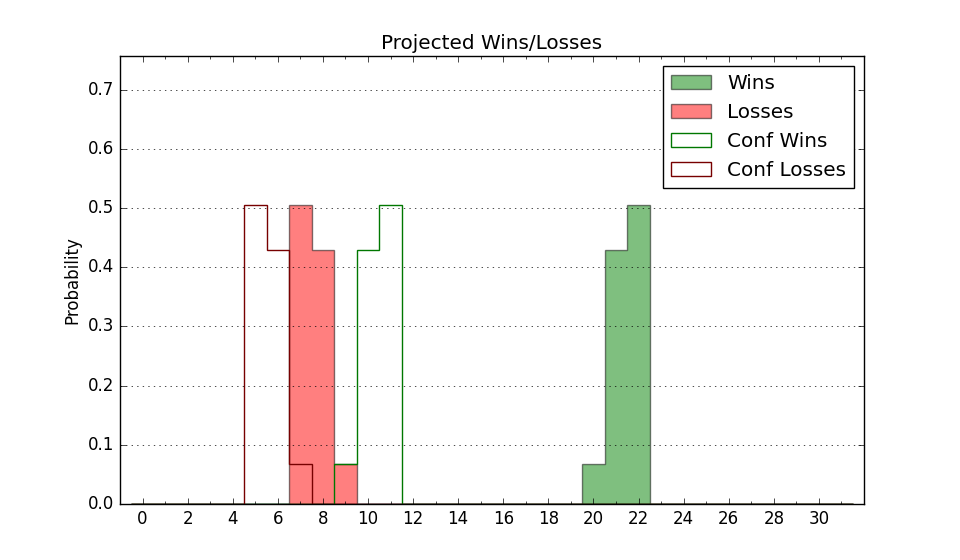 Projected Wins/Losses
Probability
0.7
0.6
0.5
0.4
0.3
0.2
0.1
0.0
0 2 4 6 8 10 12 14 16 18 20 22 24 26 28 30
Wins
Losses
Conf Wins
Conf Losses